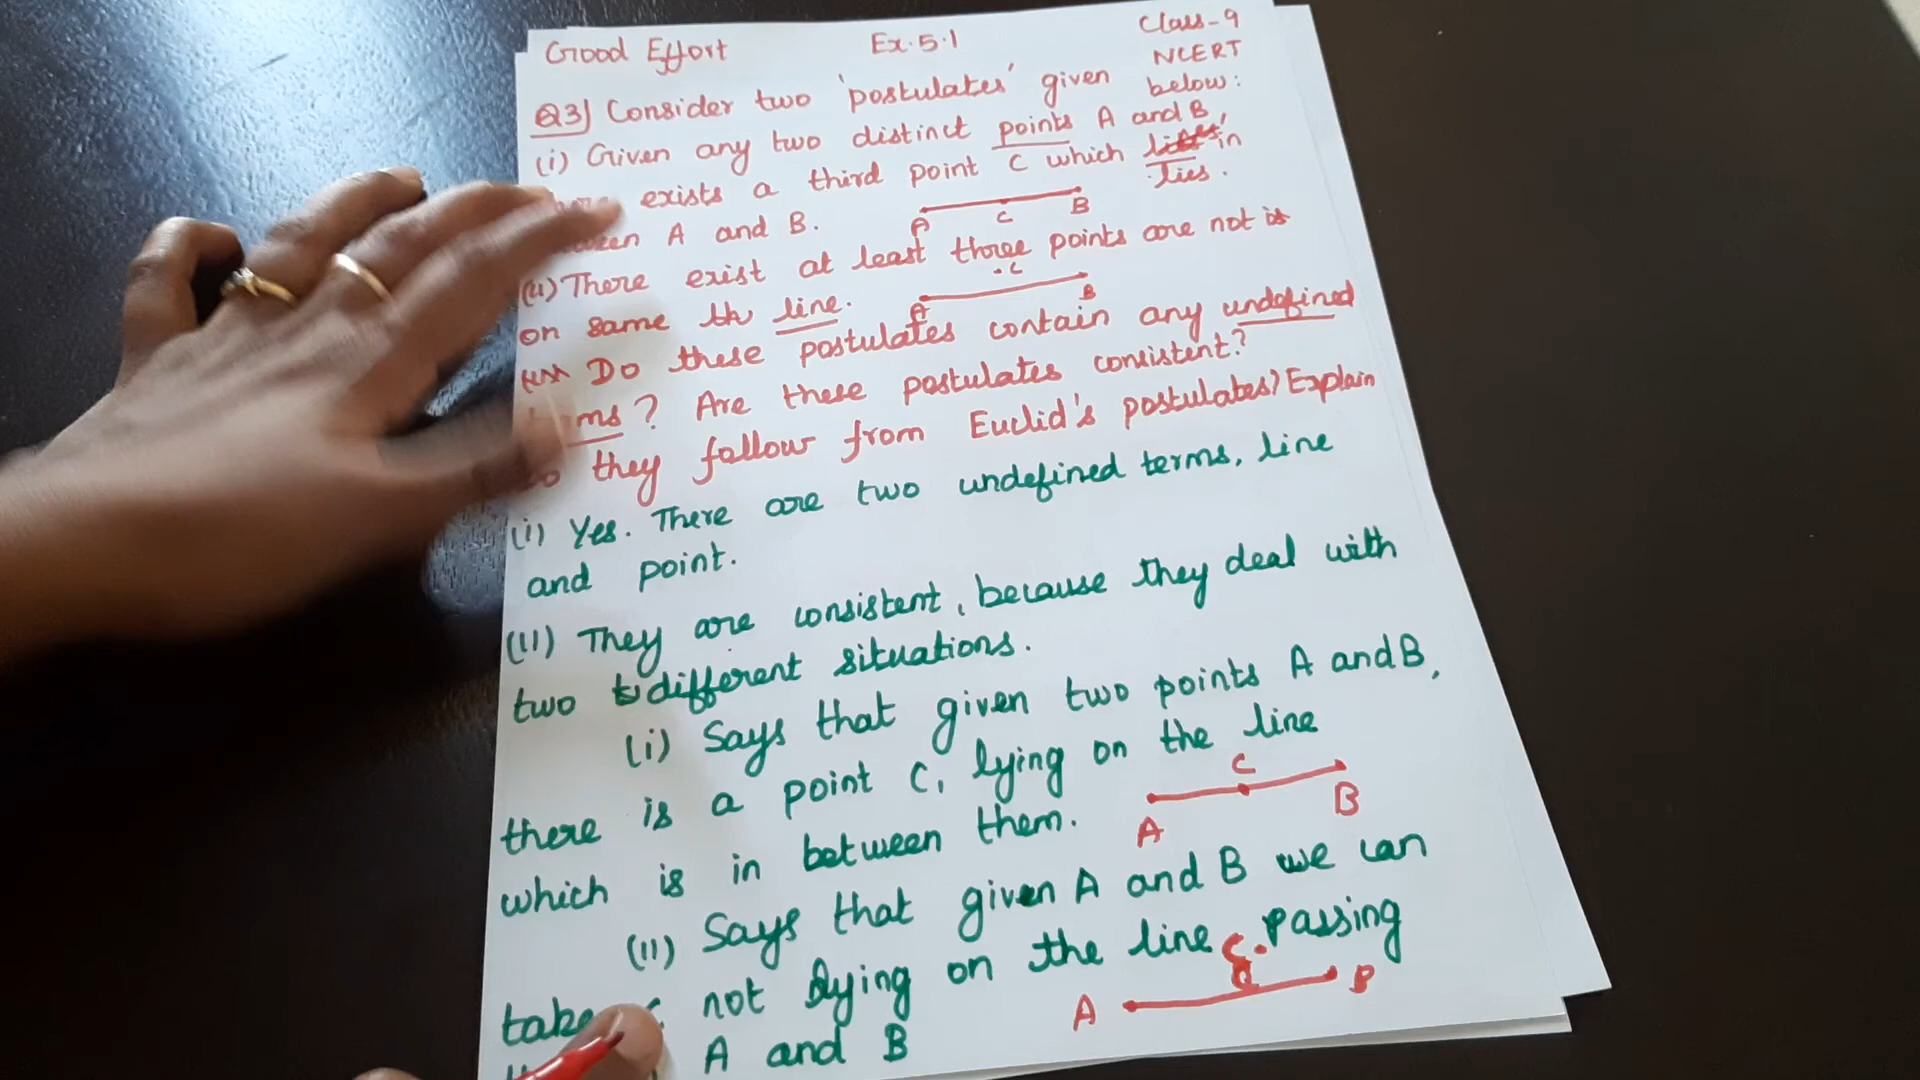 Good Effort Ex.5.1 Class-9
NCERT
Q3) Consider two 'postulates' given below:
(i) Given any two distinct points A and B,
exists a third point C which in
lies.
A and B.
A C B
(ii) There exist at least three points are not is
on same th line.
A B C
Do these postulates contain any undefined
? Are these postulates consistent?
they follow from Euclid's postulates? Explain
(i) Yes. There are two undefined terms, line
and point.
(ii) They are consistent, because they deal with
two different situations.
(i) Says that given two points A and B,
there is a point C, lying on the line
which is in between them.
A C B
(ii) Says that given A and B we can
take C not lying on the line passing
A and B
A C B